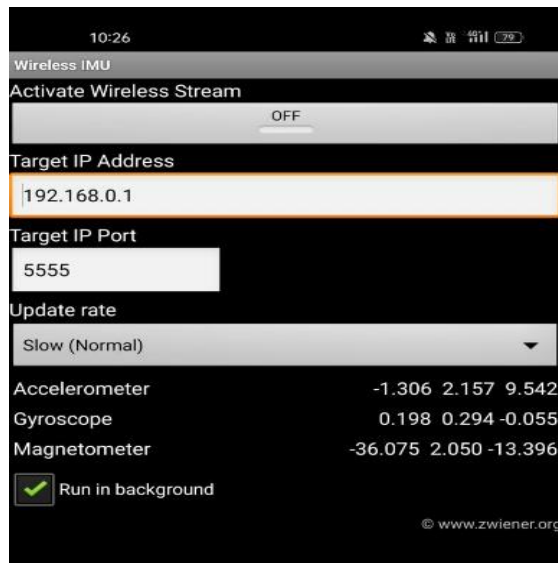 10:26 79
Wireless IMU
Activate Wireless Stream
OFF
Target IP Address
192.168.0.1
Target IP Port
5555
Update rate
Slow (Normal)
Accelerometer -1.306 2.157 9.542
Gyroscope 0.198 0.294 -0.055
Magnetometer -36.075 2.050 -13.396
Run in background
© www.zwiener.org